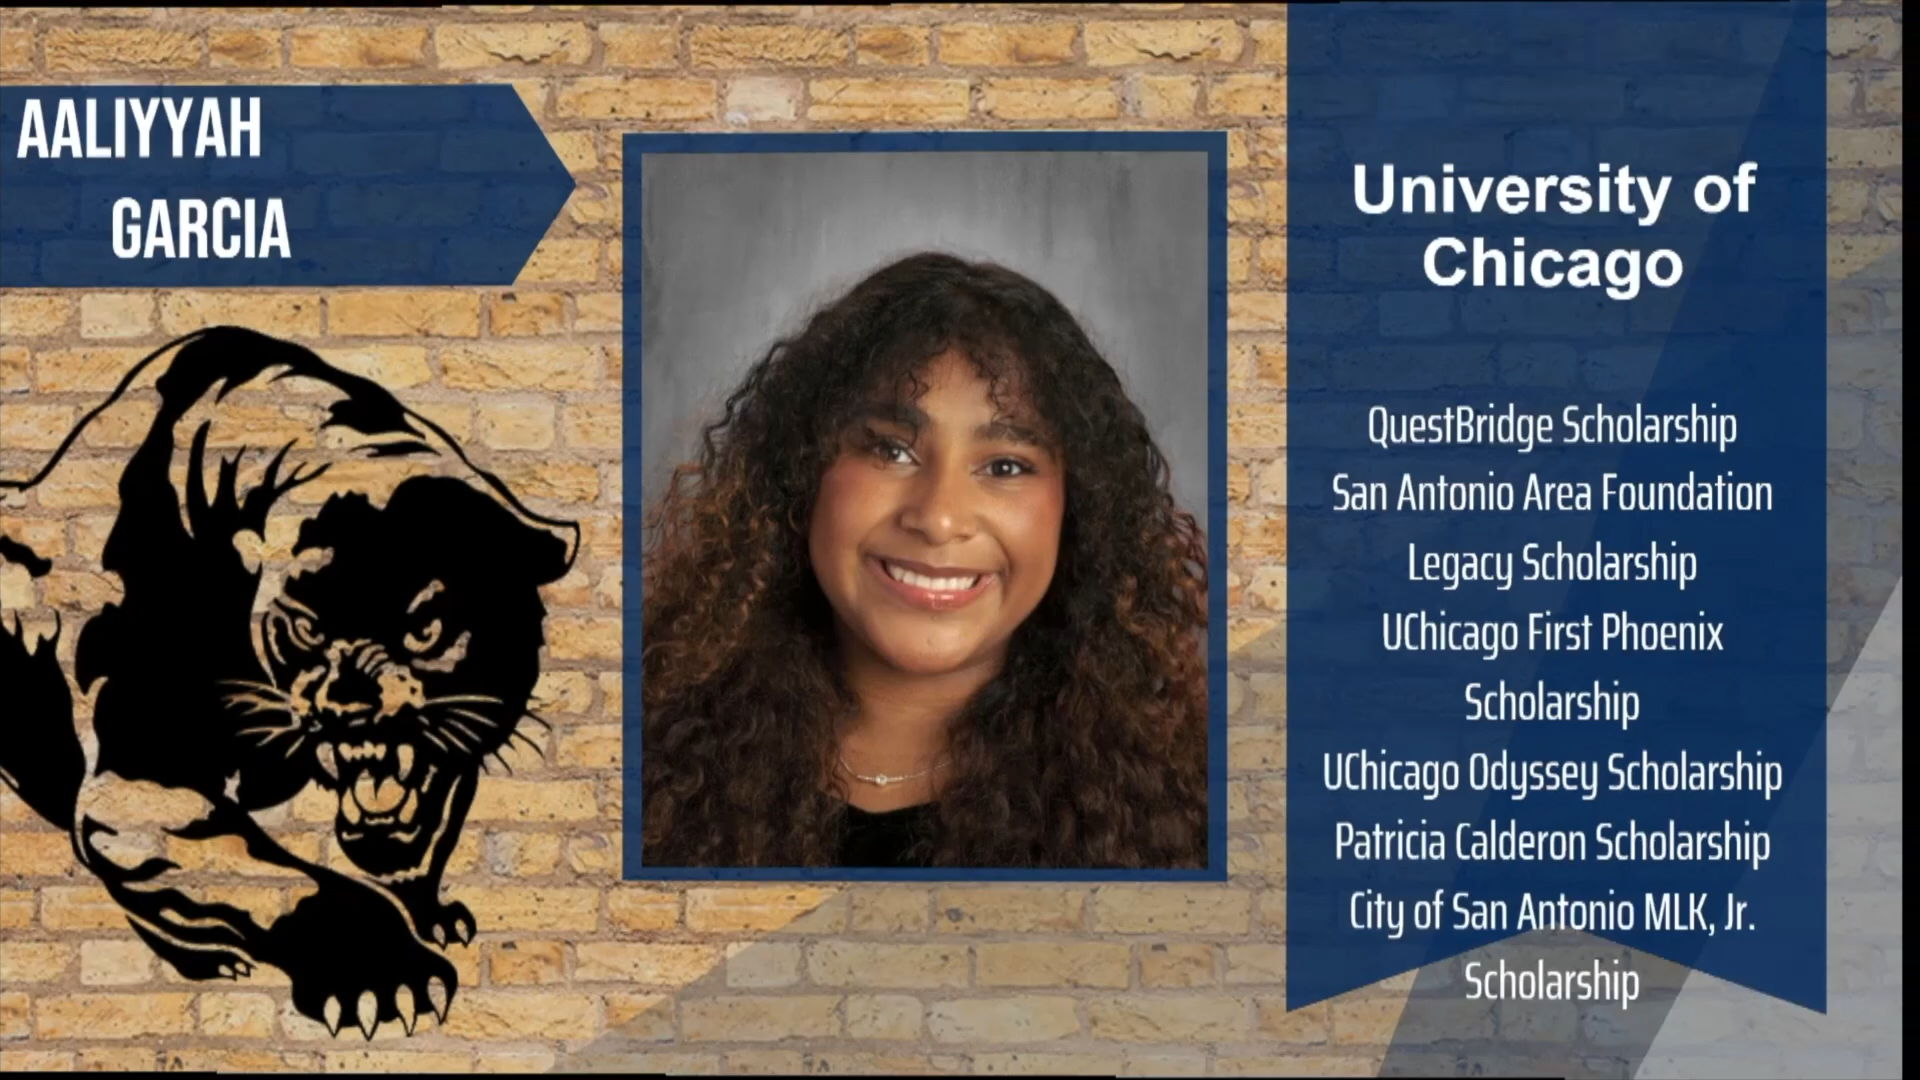 AALIYYAH
GARCIA
University of
Chicago
QuestBridge Scholarship
San Antonio Area Foundation
Legacy Scholarship
UChicago First Phoenix
Scholarship
UChicago Odyssey Scholarship
Patricia Calderon Scholarship
City of San Antonio MLK, Jr.
Scholarship